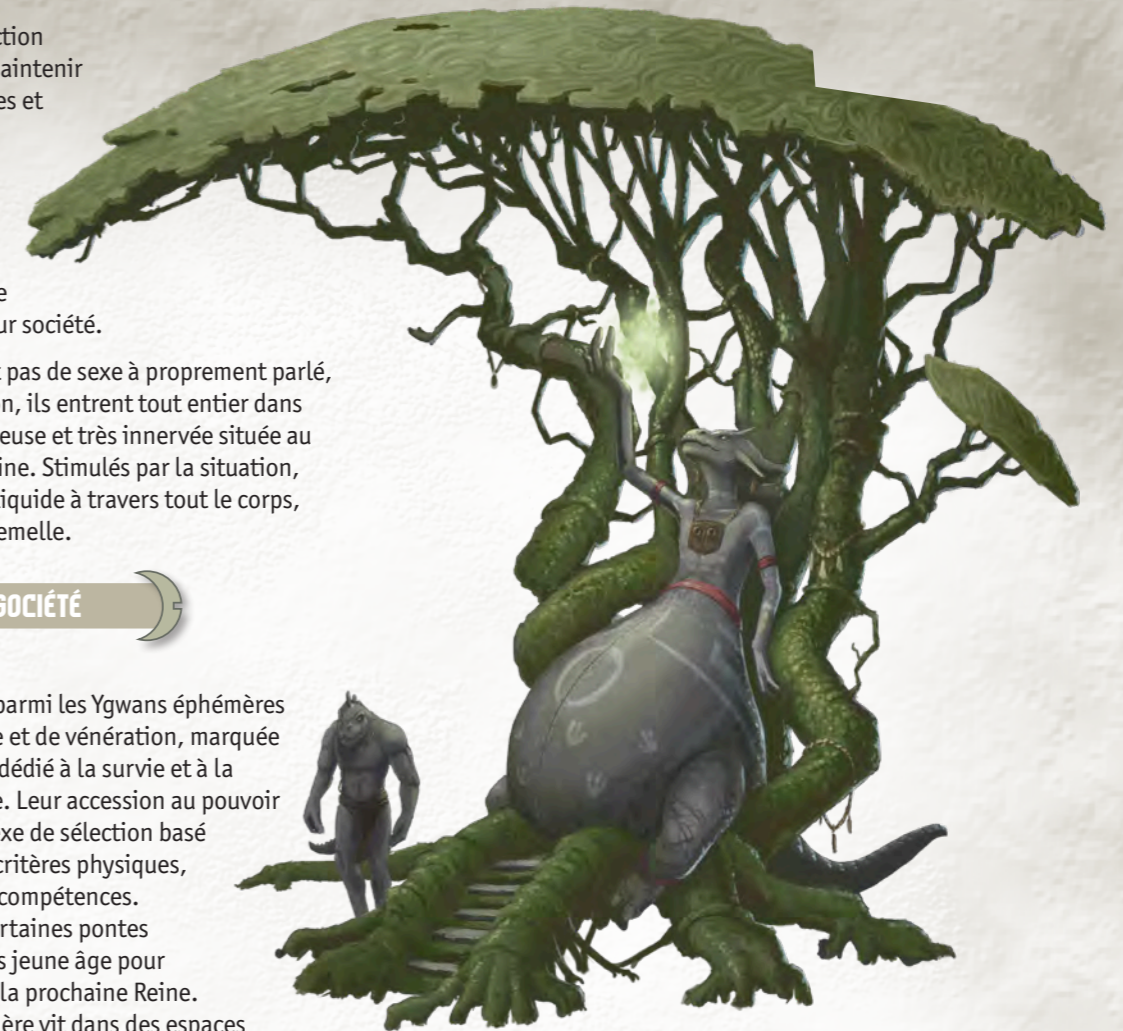 ction
aintenir
es et
e
ur société.
t pas de sexe à proprement parlé,
on, ils entrent tout entier dans
euse et très innervée située au
ine. Stimulés par la situation,
iquide à travers tout le corps,
emelle.
SOCIÉTÉ
parmi les Ygwans éphémères
e et de vénération, marquée
dédié à la survie et à la
e. Leur accession au pouvoir
exe de sélection basé
critères physiques,
compétences.
ertaines pontes
s jeune âge pour
la prochaine Reine.
ère vit dans des espaces